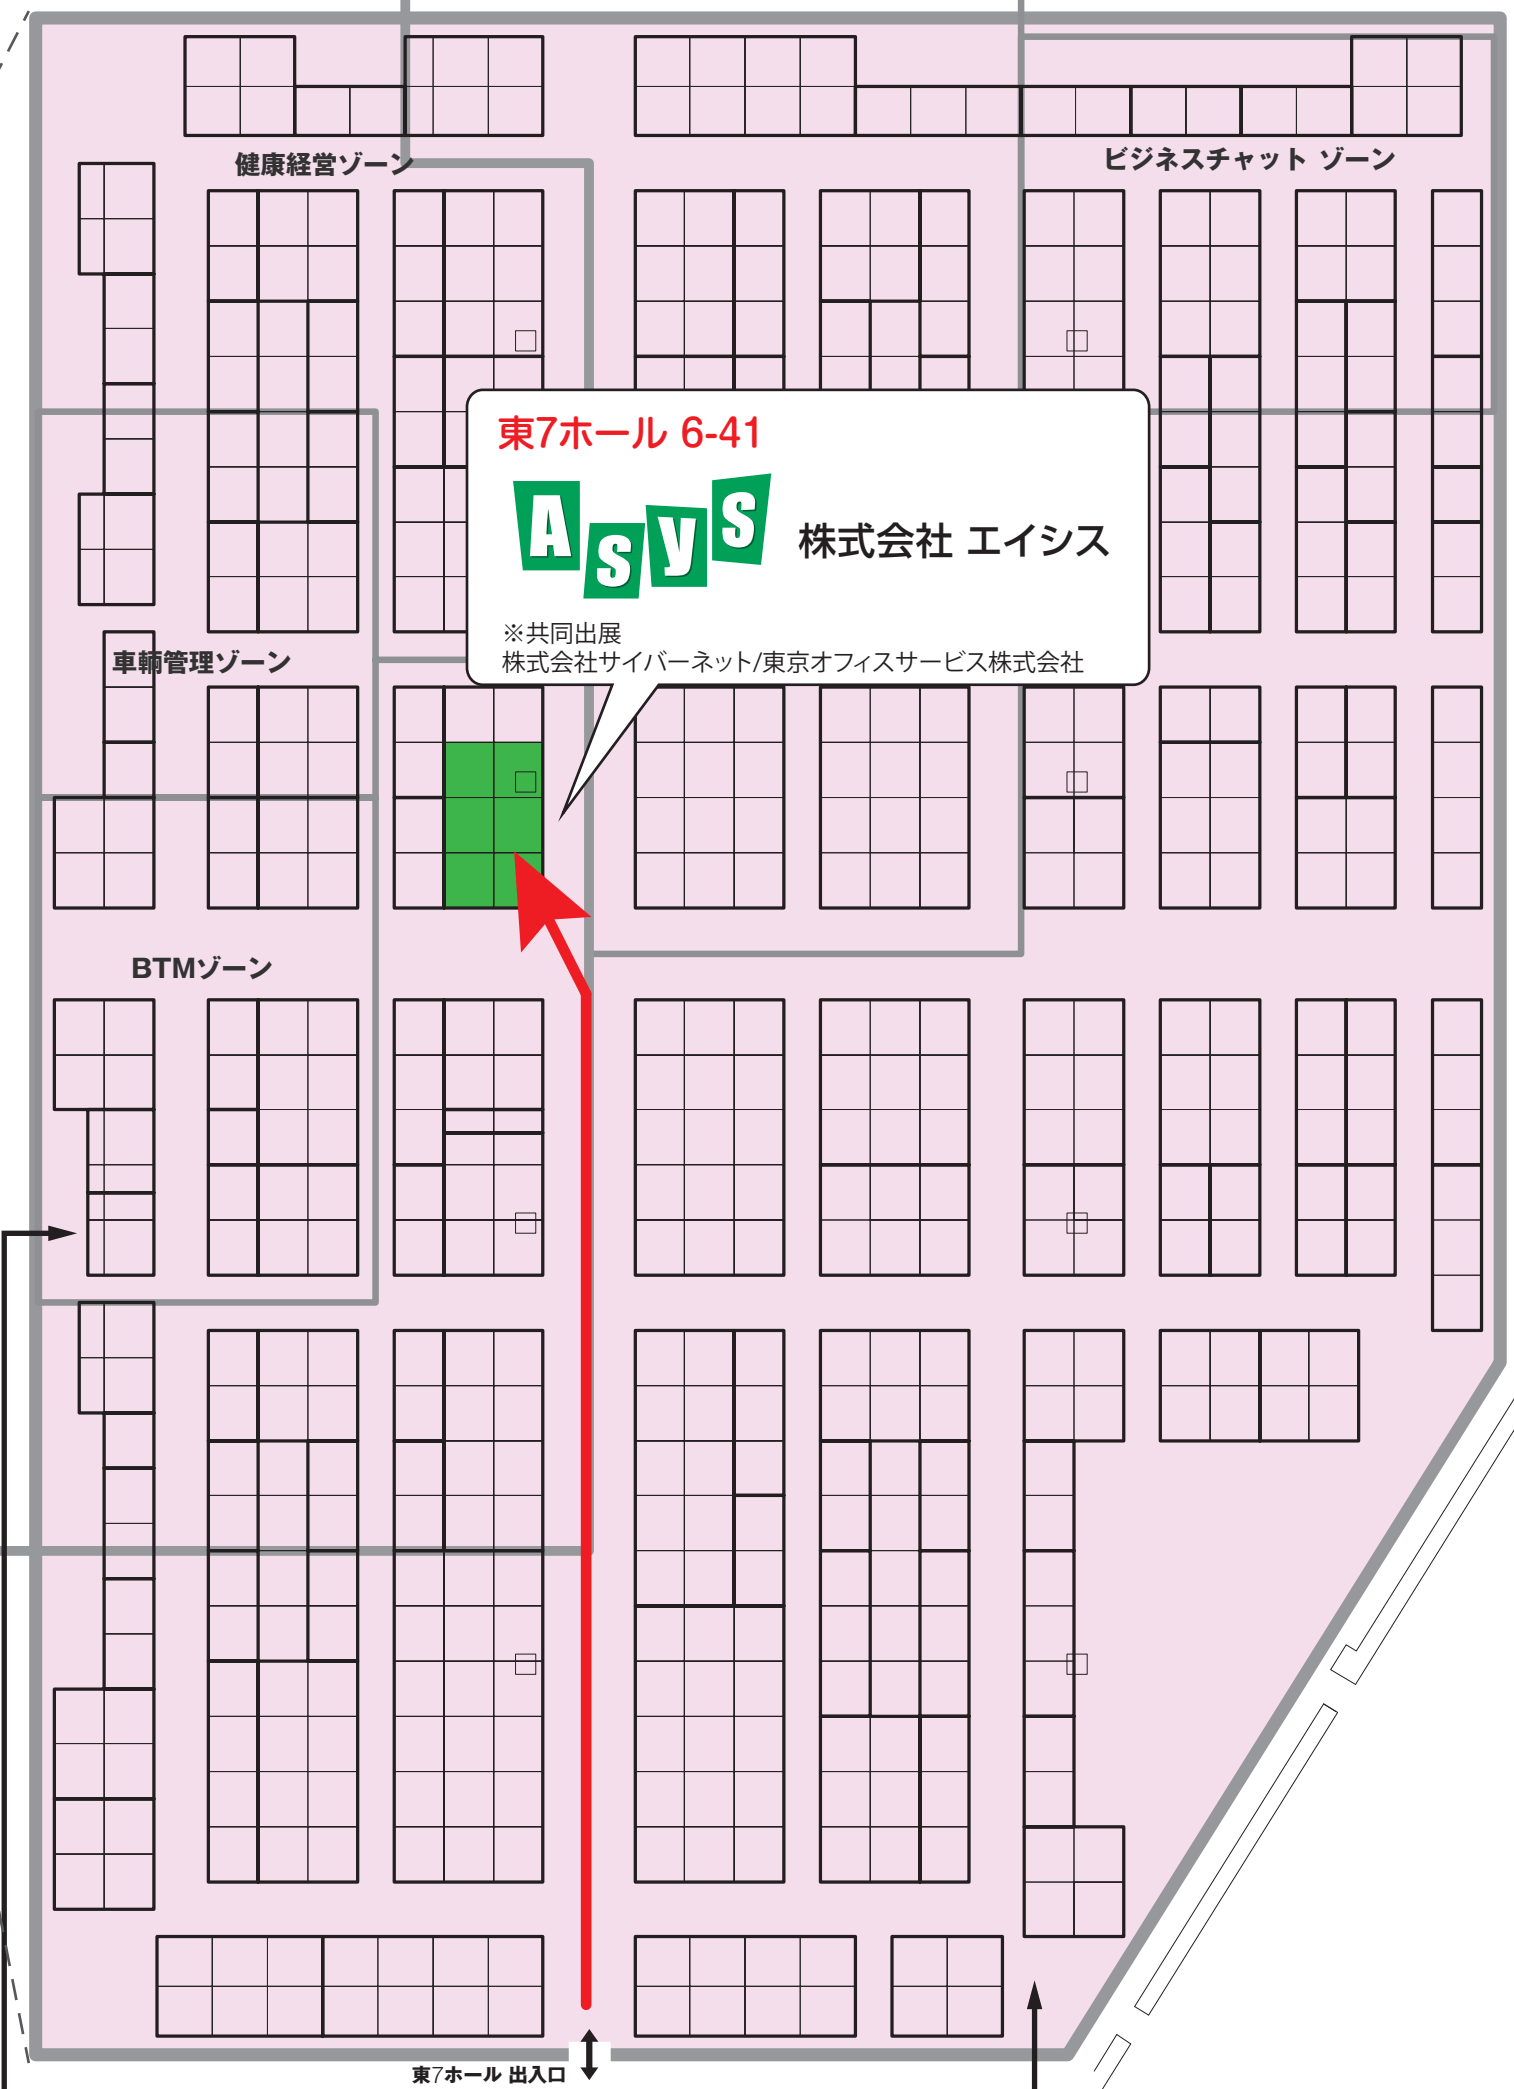 健康経営ゾーン
ビジネスチャット ゾーン
東7ホール 6-41
Asys
株式会社 エイシス
※共同出展
株式会社サイバーネット/東京オフィスサービス株式会社
車輌管理ゾーン
BTMゾーン
東7ホール 出入口